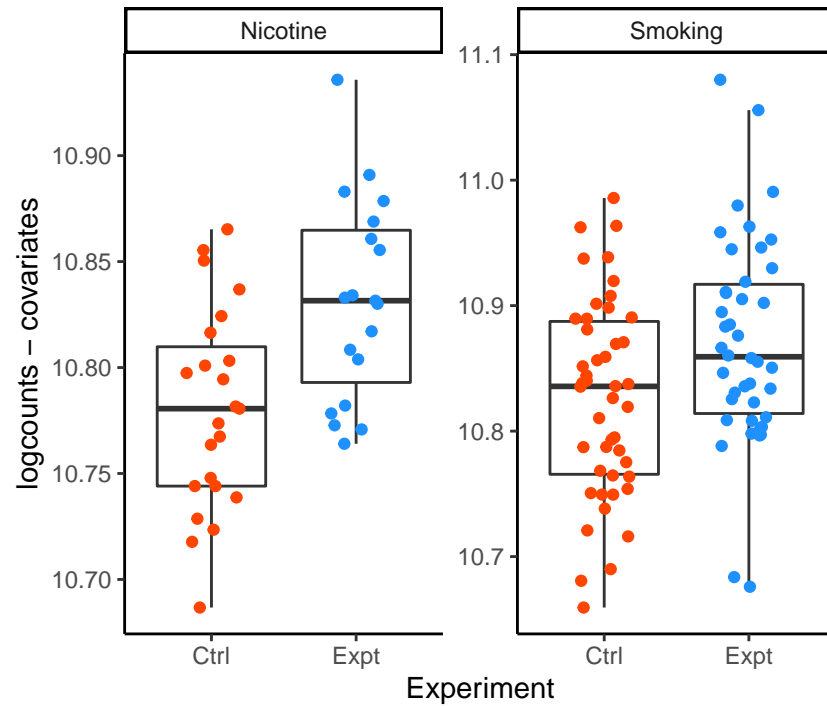 Nicotine
Smoking
logcounts − covariates
10.90
10.85
10.80
10.75
10.70
11.1
11.0
10.9
10.8
10.7
Ctrl
Expt
Ctrl
Expt
Experiment